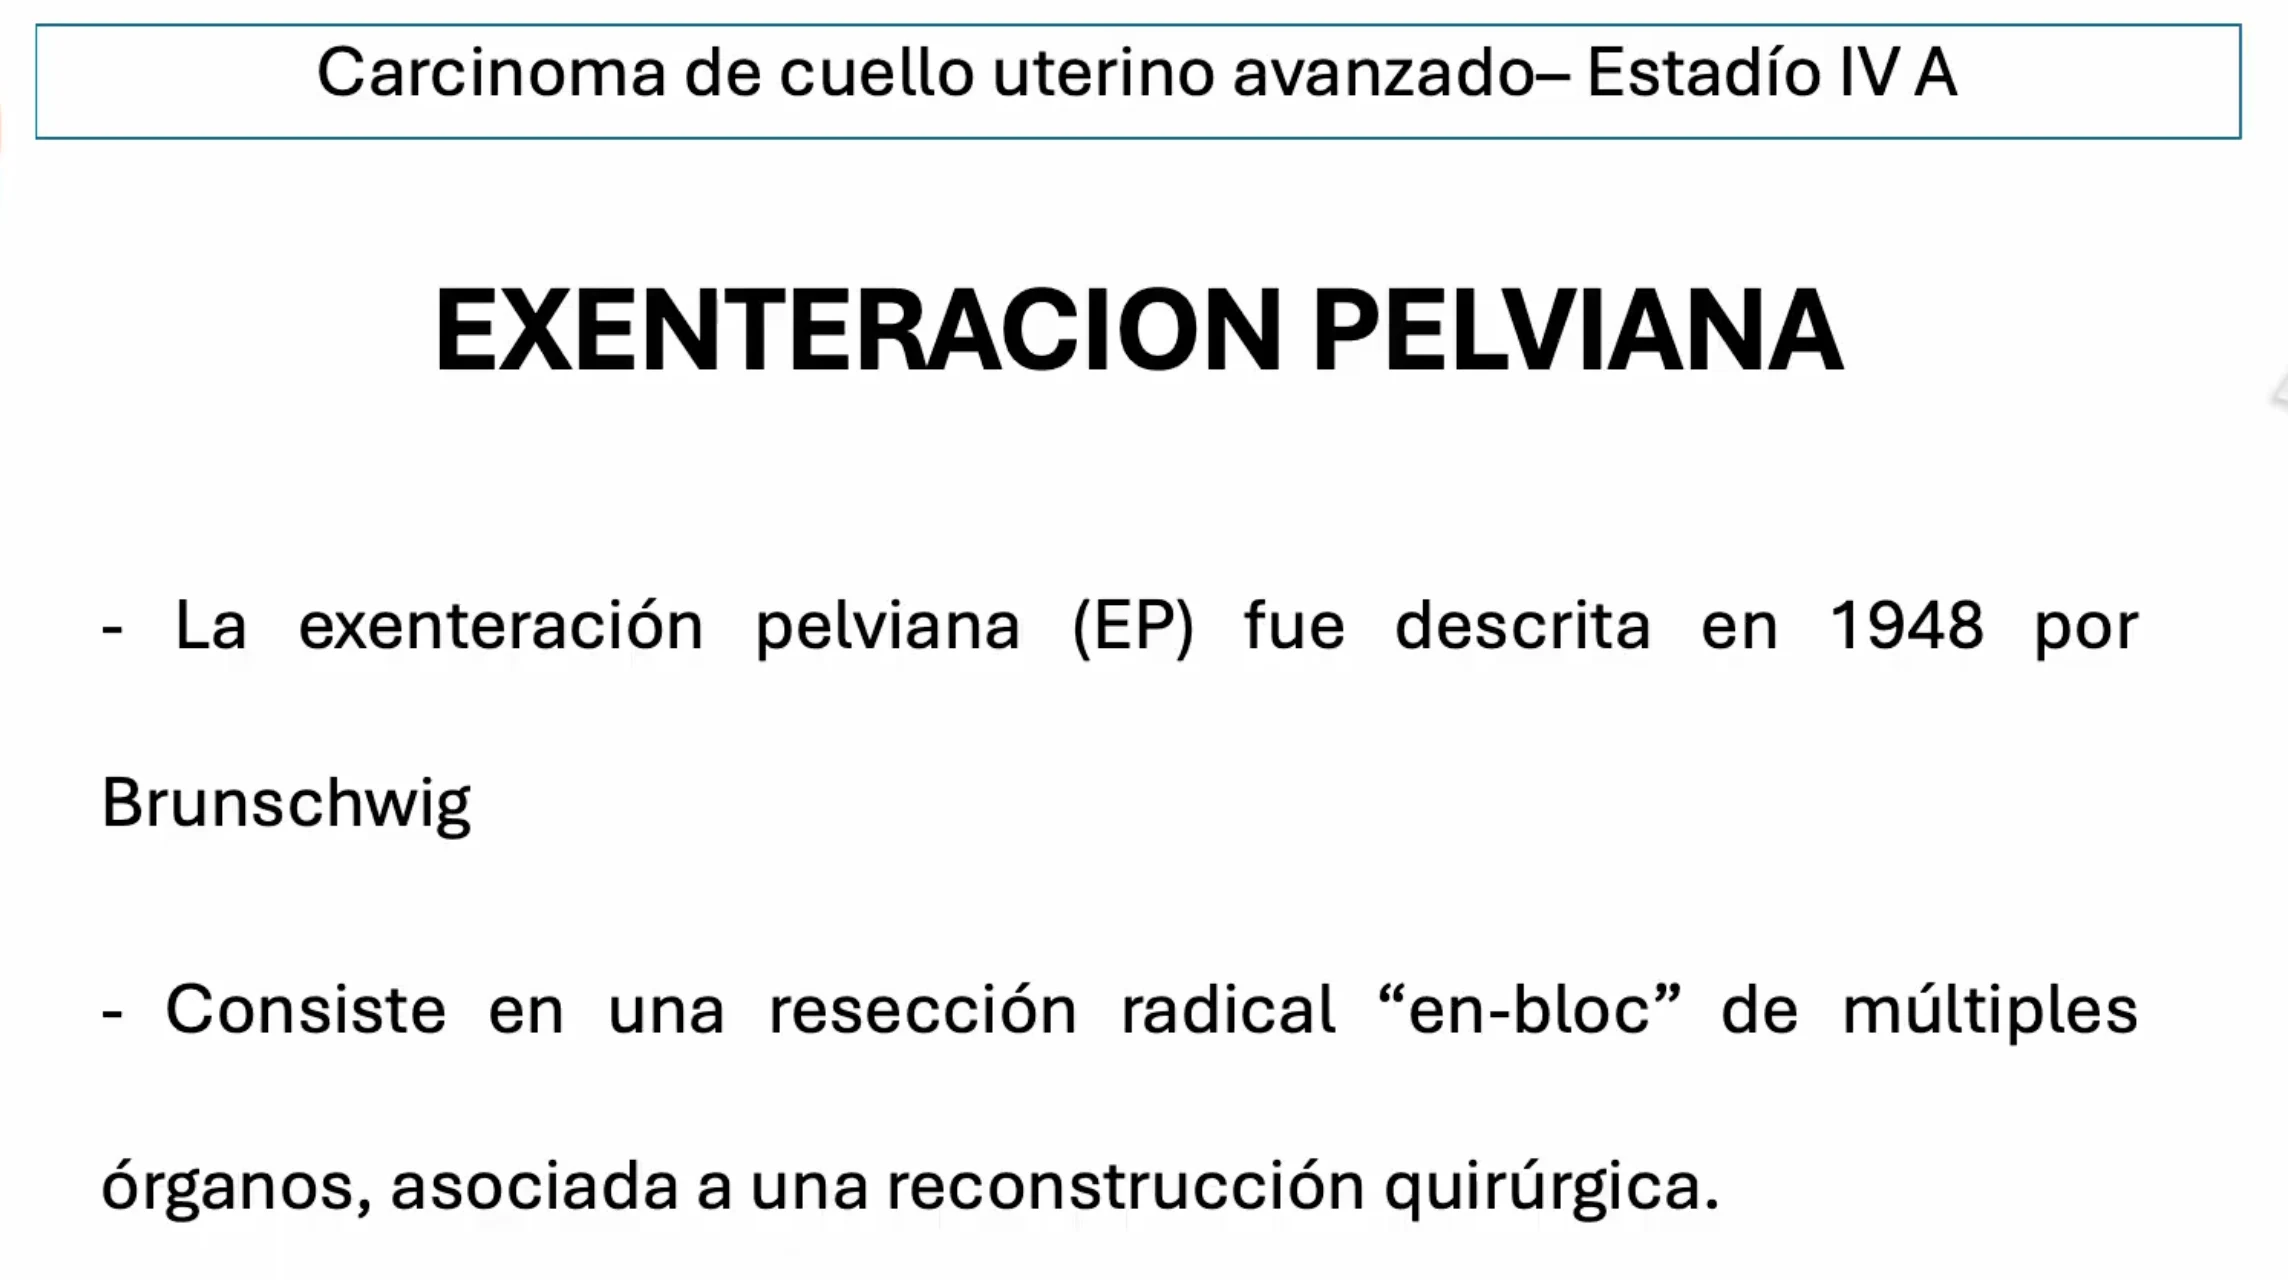 Carcinoma de cuello uterino avanzado– Estadío IV A
EXENTERACION PELVIANA
- La exenteración pelviana (EP) fue descrita en 1948 por
Brunschwig
- Consiste en una resección radical “en-bloc” de múltiples
órganos, asociada a una reconstrucción quirúrgica.